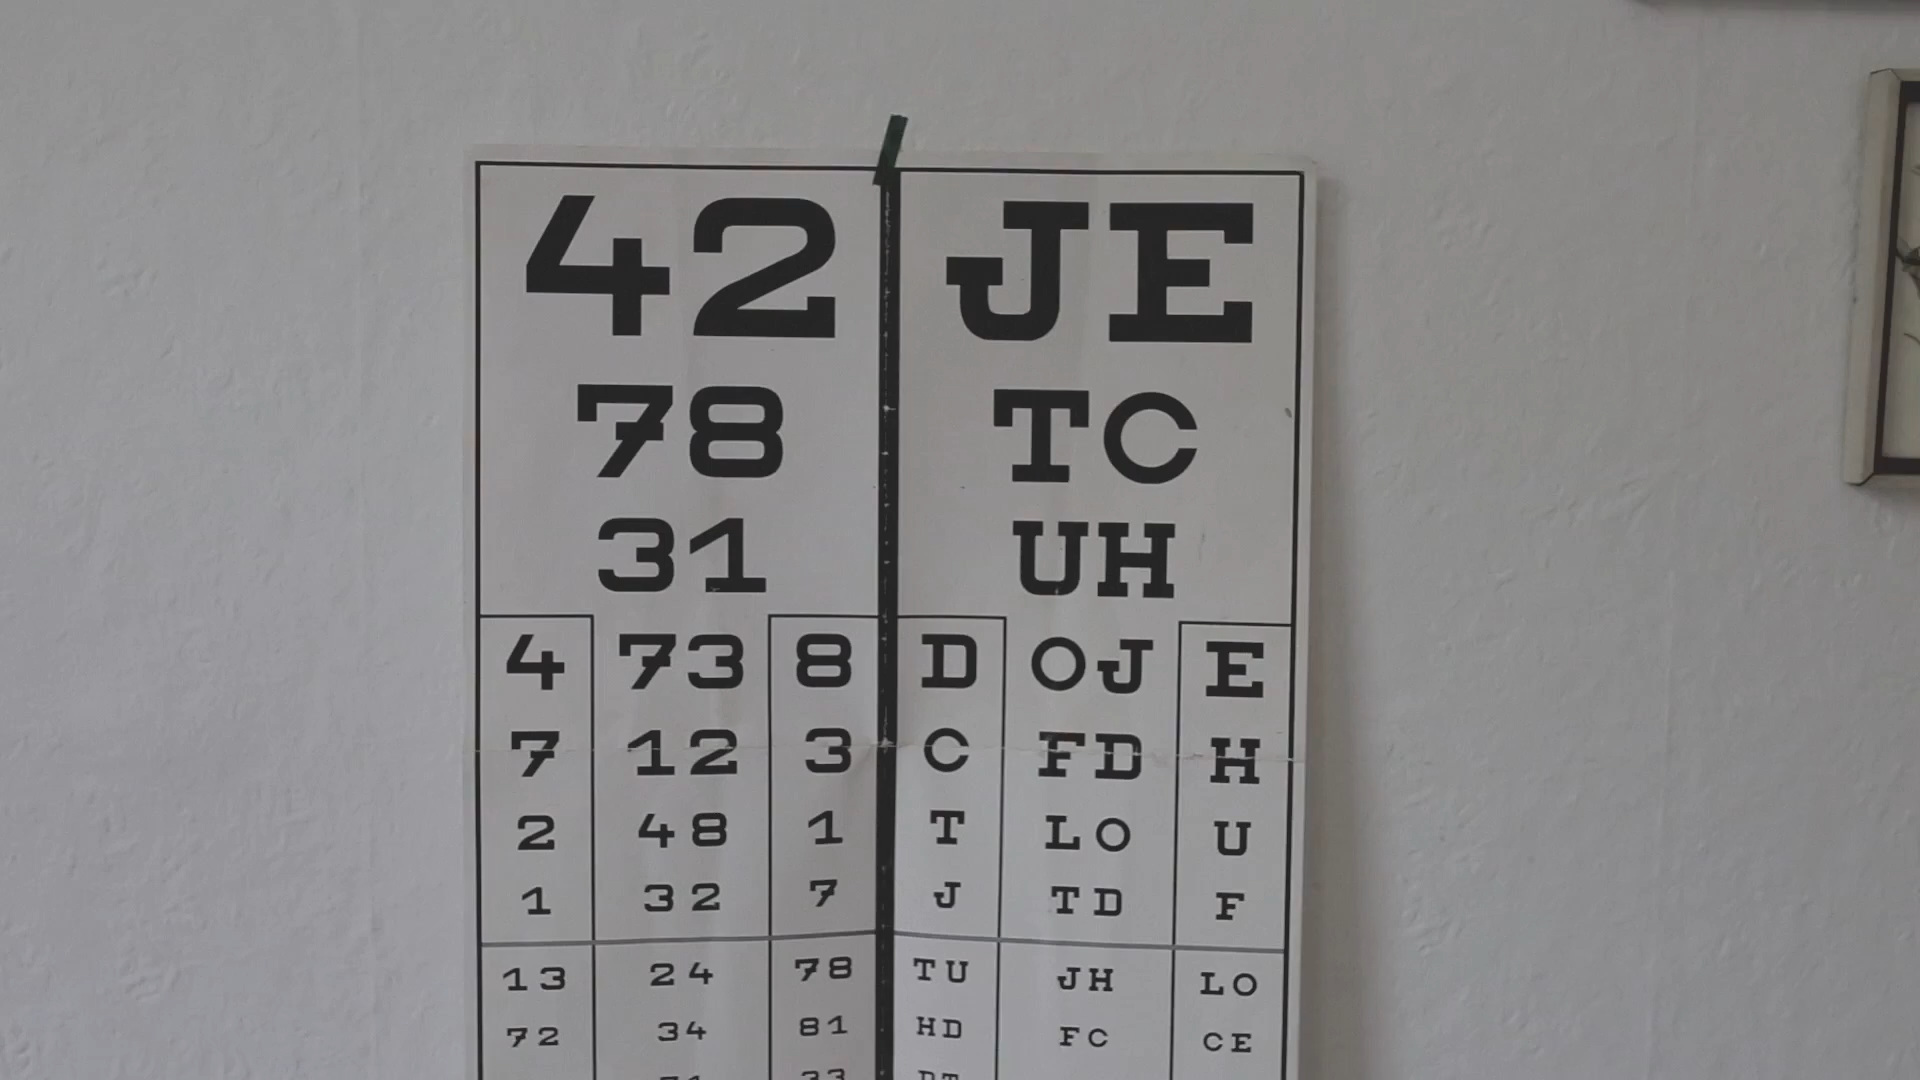 42 JE
78 TC
31 UH
4 73 8 D OJ E
7 12 3 C FD H
2 48 1 T LO U
1 32 7 J TD F
13 24 78 TU JH LO
72 34 81 HD FC CE